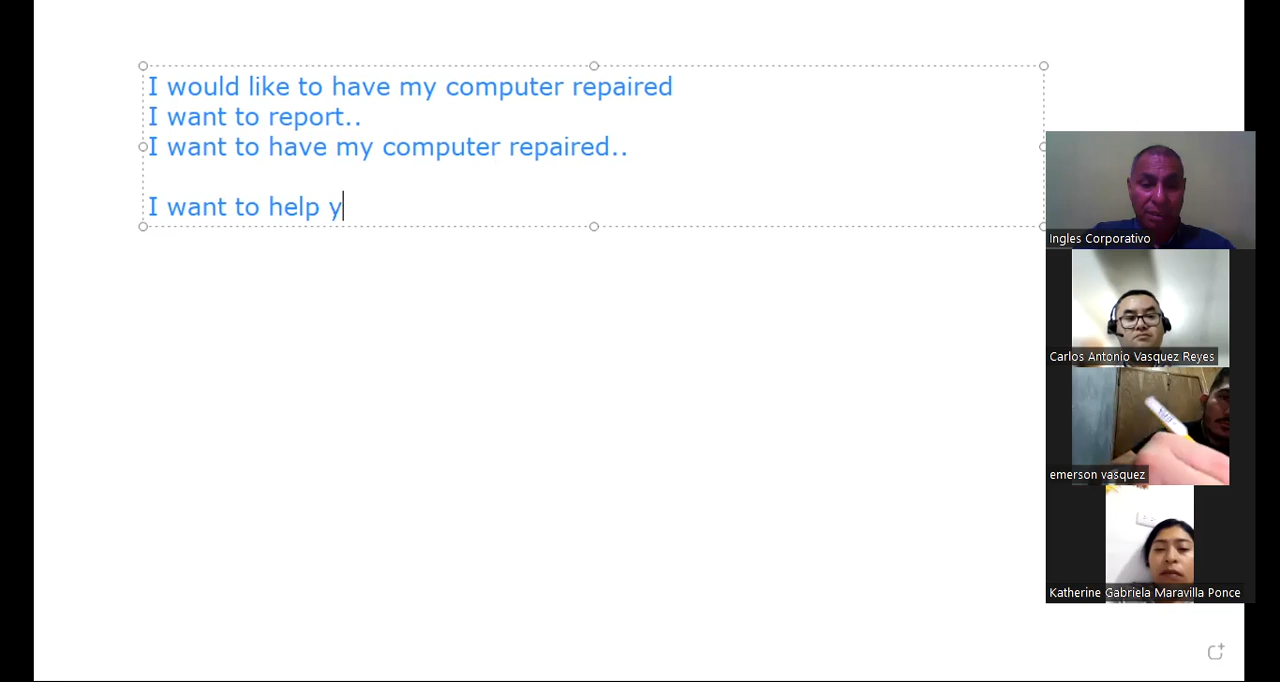 I would like to have my computer repaired
I want to report..
I want to have my computer repaired..
I want to help y
Ingles Corporativo
Carlos Antonio Vasquez Reyes
emerson vasquez
Katherine Gabriela Maravilla Ponce